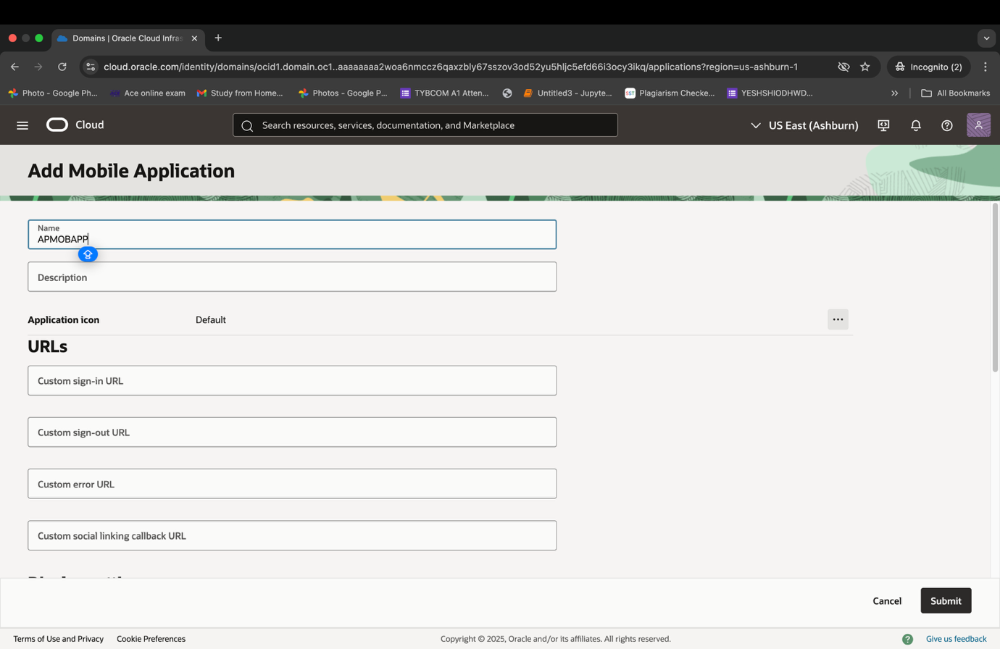 Domains | Oracle Cloud Infras
cloud.oracle.com/identity/domains/ocid1.domain.oc1..aaaaaaaa2woa6nmccz6qaxzbly67sszov3od52yu5hljc5efd66i3ocy3ikq/applications?region=us-ashburn-1
Incognito (2)
Photo - Google Ph...
Ace online exam
Study from Home...
Photos - Google P...
TYBCOM A1 Atten...
Untitled3 - Jupyte...
SST
Plagiarism Checke...
YESHSHIODHWD...
All Bookmarks
Cloud
Search resources, services, documentation, and Marketplace
US East (Ashburn)
Add Mobile Application
Name
APMOBAPP
Description
Application icon
Default
URLs
Custom sign-in URL
Custom sign-out URL
Custom error URL
Custom social linking callback URL
Cancel
Submit
Terms of Use and Privacy
Cookie Preferences
Copyright © 2025, Oracle and/or its affiliates. All rights reserved.
Give us feedback